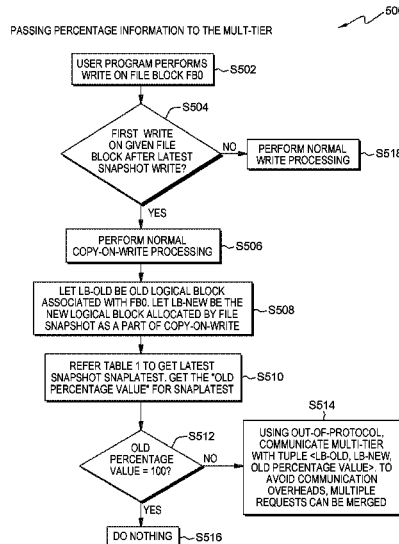 500
PASSING PERCENTAGE INFORMATION TO THE MULT-TIER
USER PROGRAM PERFORMS
WRITE ON FILE BLOCK FB0
S502
S504
FIRST WRITE
ON GIVEN FILE
BLOCK AFTER LATEST
SNAPSHOT WRITE?
NO
PERFORM NORMAL
WRITE PROCESSING
S518
YES
PERFORM NORMAL
COPY-ON-WRITE PROCESSING
S506
LET LB-OLD BE OLD LOGICAL BLOCK
ASSOCIATED WITH FB0. LET LB-NEW BE THE
NEW LOGICAL BLOCK ALLOCATED BY FILE
SNAPSHOT AS A PART OF COPY-ON-WRITE
S508
REFER TABLE 1 TO GET LATEST
SNAPSHOT SNAPLATEST. GET THE "OLD
PERCENTAGE VALUE" FOR SNAPLATEST
S510
S512
OLD
PERCENTAGE
VALUE = 100?
NO
S514
USING OUT-OF-PROTOCOL,
COMMUNICATE MULTI-TIER
WITH TUPLE <LB-OLD, LB-NEW,
OLD PERCENTAGE VALUE>. TO
AVOID COMMUNICATION
OVERHEADS, MULTIPLE
REQUESTS CAN BE MERGED
YES
DO NOTHING
S516